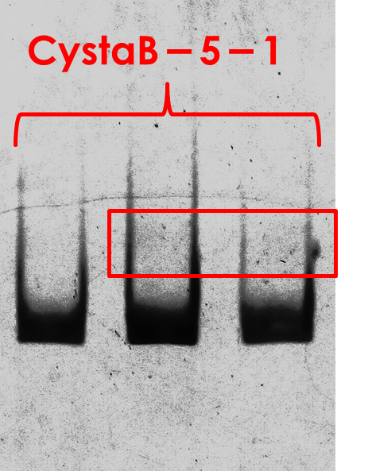 CystaB – 5 – 1